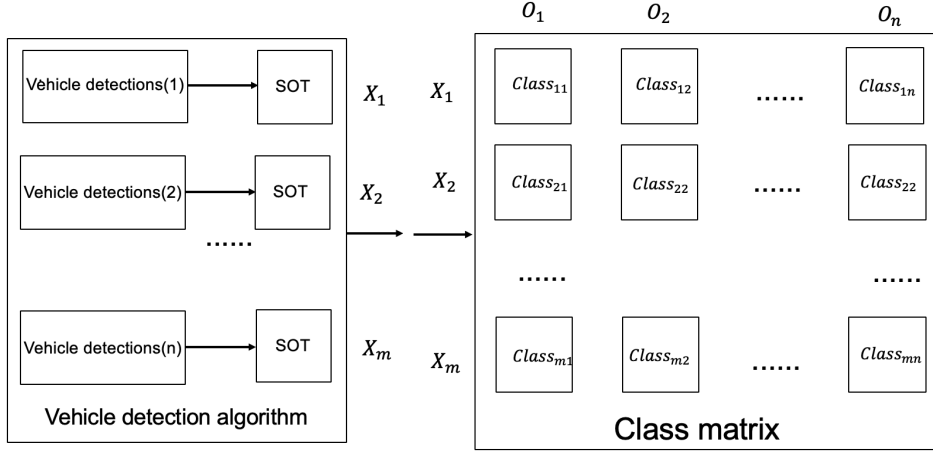 O₁ O₂ Oₙ
Vehicle detections(1) SOT X₁ X₁ Class₁₁ Class₁₂ ...... Class₁ₙ
Vehicle detections(2) SOT X₂ X₂ Class₂₁ Class₂₂ ...... Class₂₂
...... ...... ......
Vehicle detections(n) SOT Xₘ Xₘ Classₘ₁ Classₘ₂ ...... Classₘₙ
Vehicle detection algorithm Class matrix